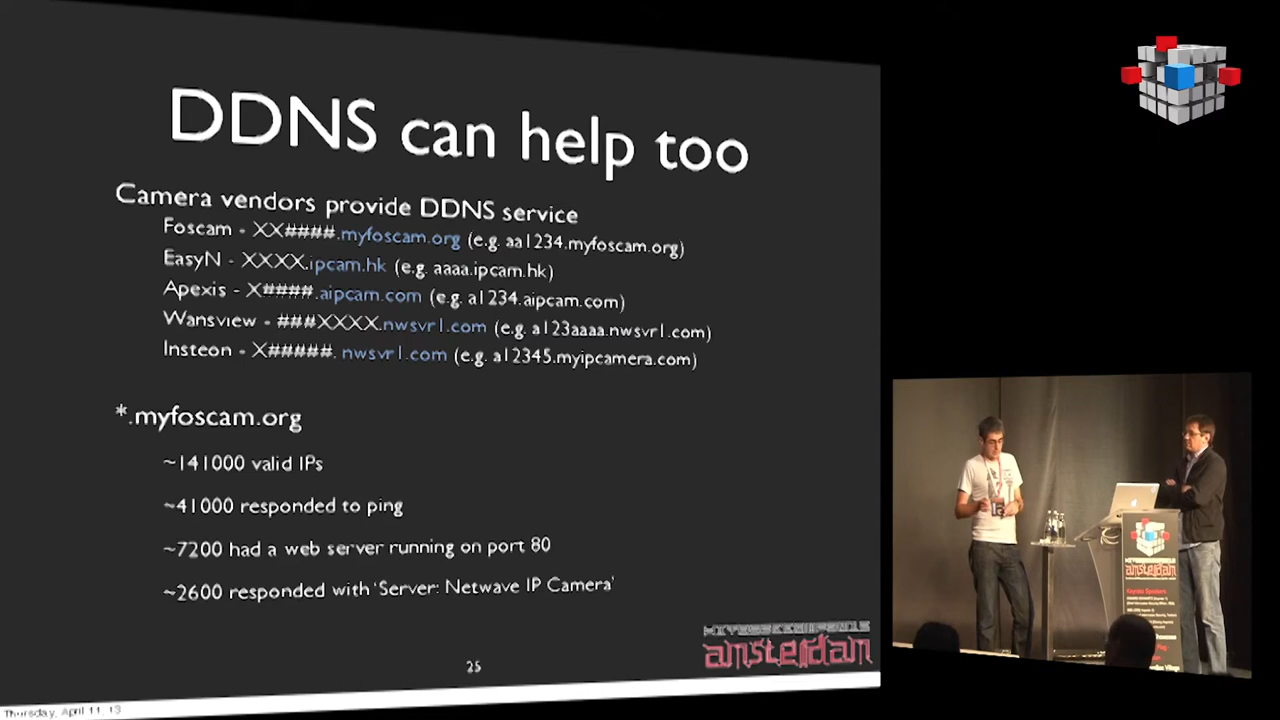 DDNS can help too
Camera vendors provide DDNS service
Foscam - XX####.myfoscam.org (e.g. aa1234.myfoscam.org)
EasyN - XXXX.ipcam.hk (e.g. aaaa.ipcam.hk)
Apexis - X####.aipcam.com (e.g. a1234.aipcam.com)
Wansview - ###XXXX.nwsvr1.com (e.g. a123aaaa.nwsvr1.com)
Insteon - X#####. nwsvr1.com (e.g. a12345.myipcamera.com)
*.myfoscam.org
~141000 valid IPs
~41000 responded to ping
~7200 had a web server running on port 80
~2600 responded with 'Server: Netwave IP Camera'
amsterdam
25
Thursday, April 11, 13
amsterdam
Keynote Speakers